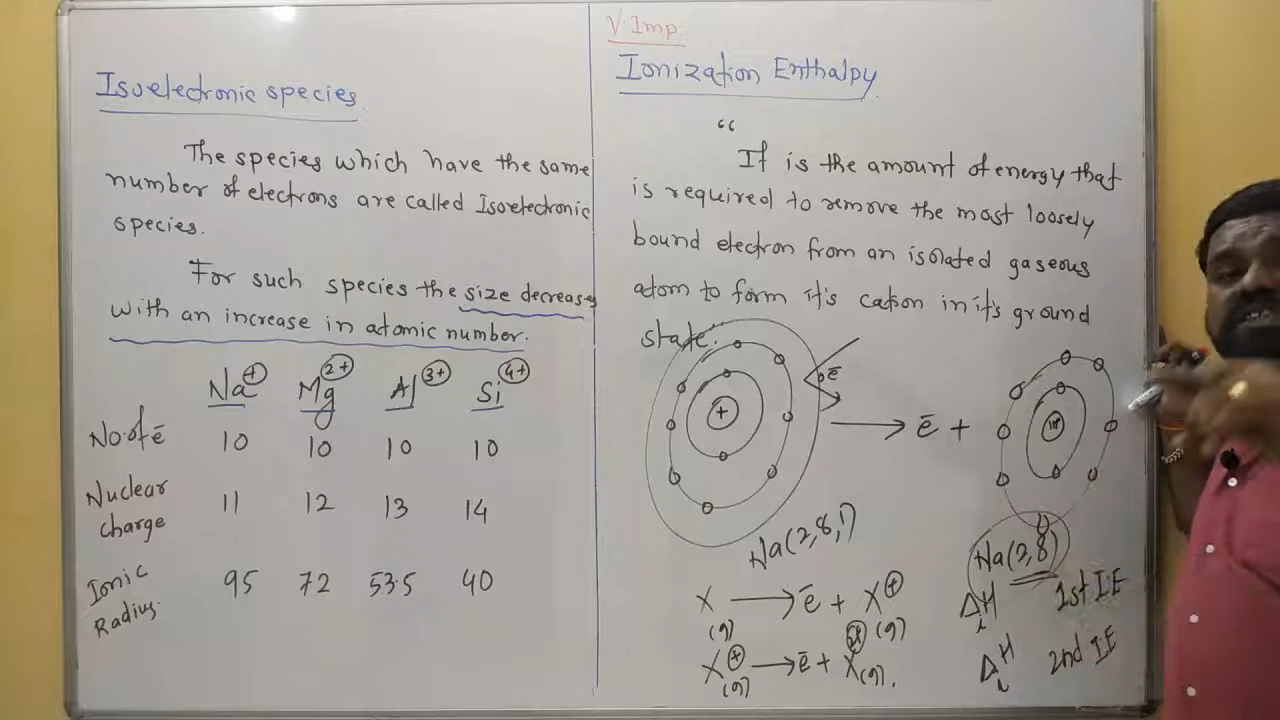 Isoelectronic species.
The species which have the same
number of electrons are called Isoelectronic
species.
For such species the size decreases
with an increase in atomic number.
Na⁺ Mg²⁺ Al³⁺ Si⁴⁺
No. of ē 10 10 10 10
Nuclear
charge 11 12 13 14
Ionic
Radius. 95 72 53.5 40
V. Imp
Ionization Enthalpy
“
It is the amount of energy that
is required to remove the most loosely
bound electron from an isolated gaseous
atom to form it's cation in it's ground
state.”
+ ē → ē +
Na(2,8,1) Na(2,8)
X(g) → ē + X⁺(g) ΔᵢH 1st I.E
X⁺(g) → ē + X²⁺(g). ΔᵢH 2nd IE